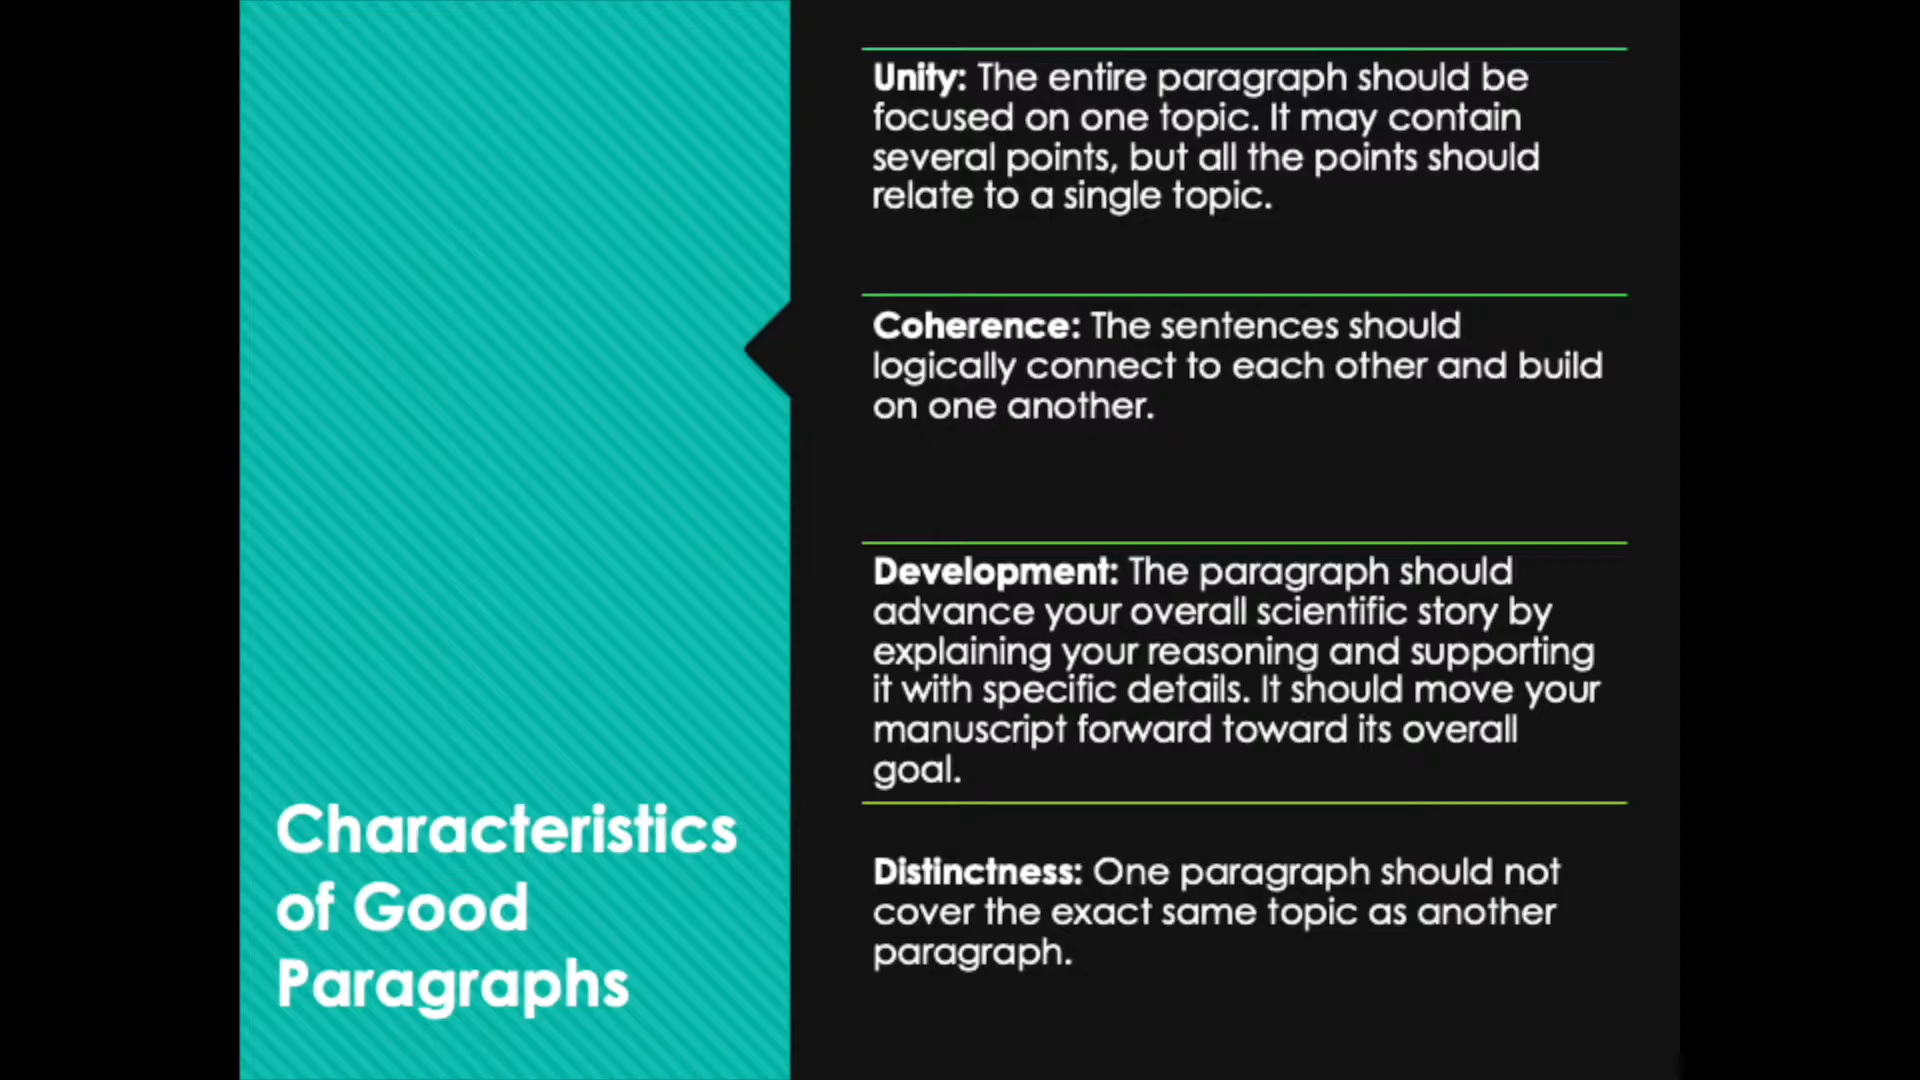 Characteristics
of Good
Paragraphs
Unity: The entire paragraph should be
focused on one topic. It may contain
several points, but all the points should
relate to a single topic.
Coherence: The sentences should
logically connect to each other and build
on one another.
Development: The paragraph should
advance your overall scientific story by
explaining your reasoning and supporting
it with specific details. It should move your
manuscript forward toward its overall
goal.
Distinctness: One paragraph should not
cover the exact same topic as another
paragraph.